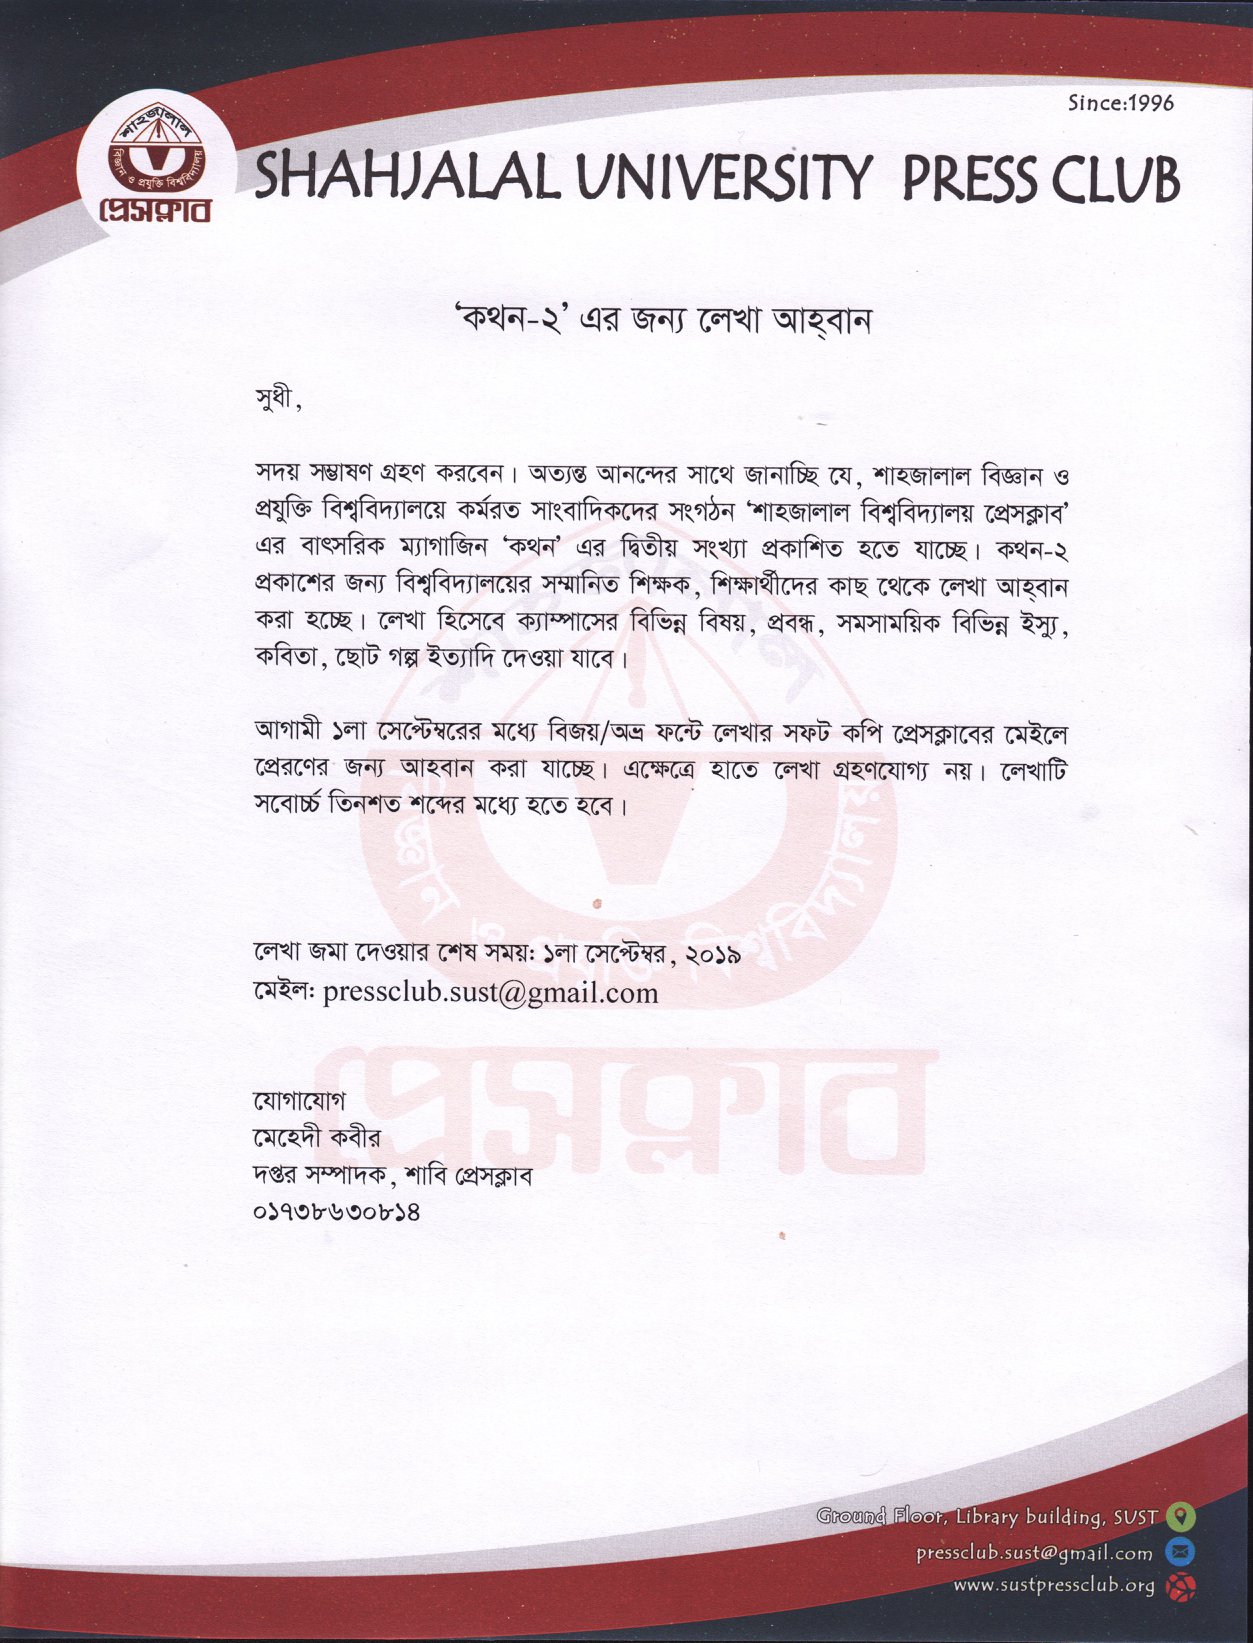 Since:1996
শাহজালাল
বিজ্ঞান ও প্রযুক্তি বিশ্ববিদ্যালয়
প্রেসক্লাব
SHAHJALAL UNIVERSITY PRESS CLUB
‘কথন-২’ এর জন্য লেখা আহ্বান
সুধী,
সদয় সম্ভাষণ গ্রহণ করবেন। অত্যন্ত আনন্দের সাথে জানাচ্ছি যে, শাহজালাল বিজ্ঞান ও
প্রযুক্তি বিশ্ববিদ্যালয়ে কর্মরত সাংবাদিকদের সংগঠন ‘শাহজালাল বিশ্ববিদ্যালয় প্রেসক্লাব’
এর বাৎসরিক ম্যাগাজিন ‘কথন’ এর দ্বিতীয় সংখ্যা প্রকাশিত হতে যাচ্ছে। কথন-২
প্রকাশের জন্য বিশ্ববিদ্যালয়ের সম্মানিত শিক্ষক, শিক্ষার্থীদের কাছ থেকে লেখা আহ্বান
করা হচ্ছে। লেখা হিসেবে ক্যাম্পাসের বিভিন্ন বিষয়, প্রবন্ধ, সমসাময়িক বিভিন্ন ইস্যু,
কবিতা, ছোট গল্প ইত্যাদি দেওয়া যাবে।
আগামী ১লা সেপ্টেম্বরের মধ্যে বিজয়/অভ্র ফন্টে লেখার সফট কপি প্রেসক্লাবের মেইলে
প্রেরণের জন্য আহবান করা যাচ্ছে। এক্ষেত্রে হাতে লেখা গ্রহণযোগ্য নয়। লেখাটি
সবোর্চ্চ তিনশত শব্দের মধ্যে হতে হবে।
লেখা জমা দেওয়ার শেষ সময়: ১লা সেপ্টেম্বর, ২০১৯
মেইল: pressclub.sust@gmail.com
যোগাযোগ
মেহেদী কবীর
দপ্তর সম্পাদক, শাবি প্রেসক্লাব
০১৭৩৮৬৩০৮১৪
শাহজালাল
বিজ্ঞান ও প্রযুক্তি বিশ্ববিদ্যালয়
প্রেসক্লাব
Ground Floor, Library building, SUST
pressclub.sust@gmail.com
www.sustpressclub.org